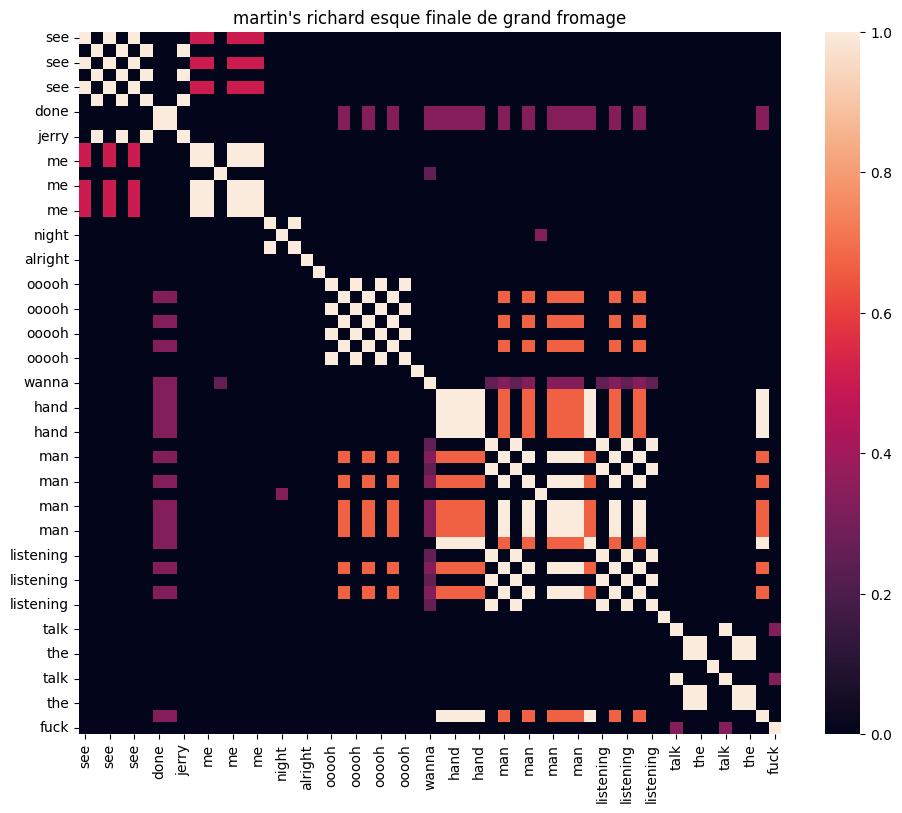 martin's richard esque finale de grand fromage
see
see
see
done
jerry
me
me
me
night
alright
ooooh
ooooh
ooooh
ooooh
wanna
hand
hand
man
man
man
man
listening
listening
listening
talk
the
talk
the
fuck
see
see
see
done
jerry
me
me
me
night
alright
ooooh
ooooh
ooooh
ooooh
wanna
hand
hand
man
man
man
man
listening
listening
listening
talk
the
talk
the
fuck
1.0
0.8
0.6
0.4
0.2
0.0